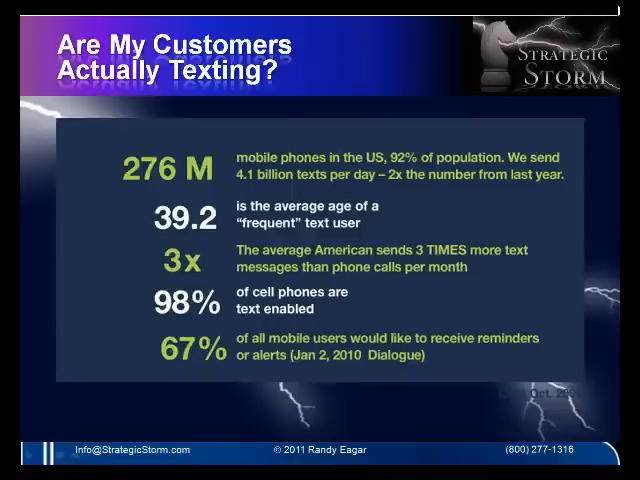 Are My Customers
Actually Texting?
STRATEGIC
STORM
276 M
mobile phones in the US, 92% of population. We send
4.1 billion texts per day – 2x the number from last year.
39.2
is the average age of a
“frequent” text user
3x
The average American sends 3 TIMES more text
messages than phone calls per month
98%
of cell phones are
text enabled
67%
of all mobile users would like to receive reminders
or alerts (Jan 2, 2010 Dialogue)
Oct.
Info@StrategicStorm.com
© 2011 Randy Eagar
(800) 277-1316